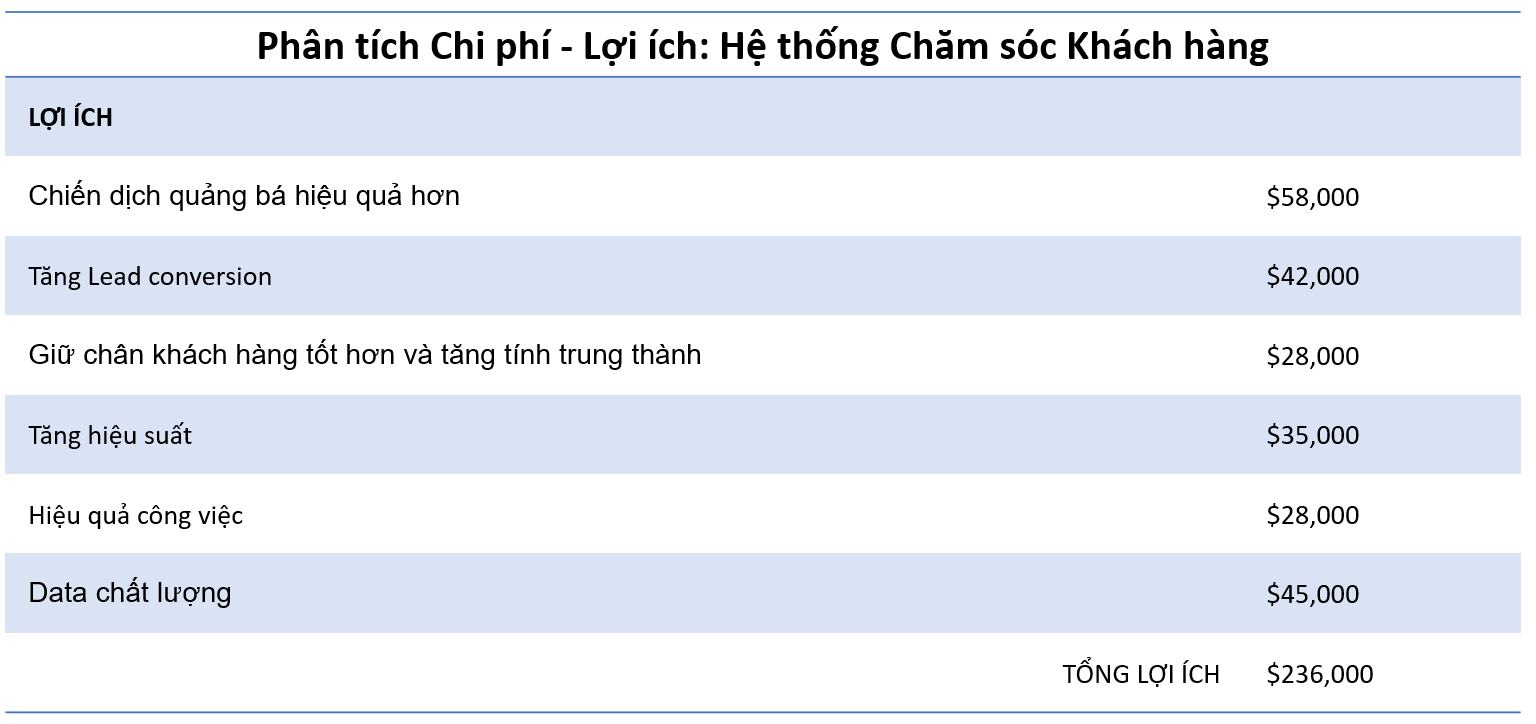 Phân tích Chi phí - Lợi ích: Hệ thống Chăm sóc Khách hàng
LỢI ÍCH
Chiến dịch quảng bá hiệu quả hơn $58,000
Tăng Lead conversion $42,000
Giữ chân khách hàng tốt hơn và tăng tính trung thành $28,000
Tăng hiệu suất $35,000
Hiệu quả công việc $28,000
Data chất lượng $45,000
TỔNG LỢI ÍCH $236,000